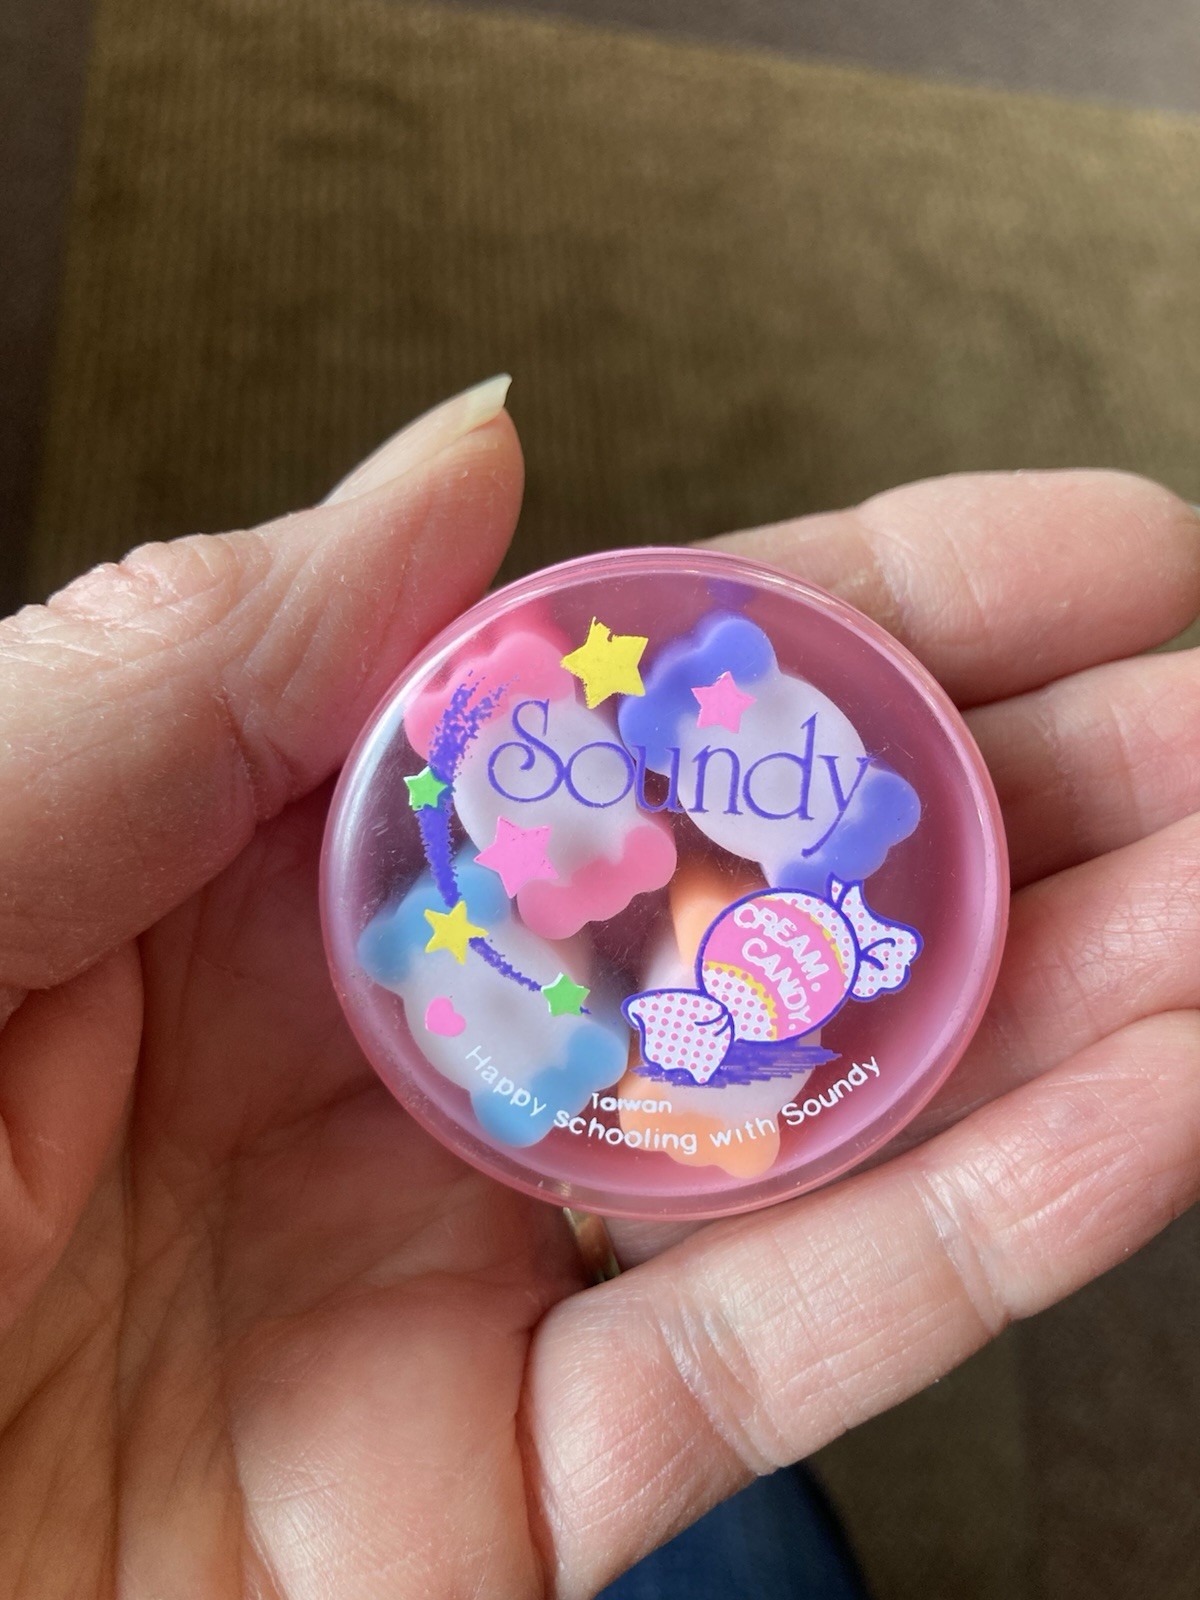 Soundy
CREAM.
CANDY.
Taiwan
Happy schooling with Soundy